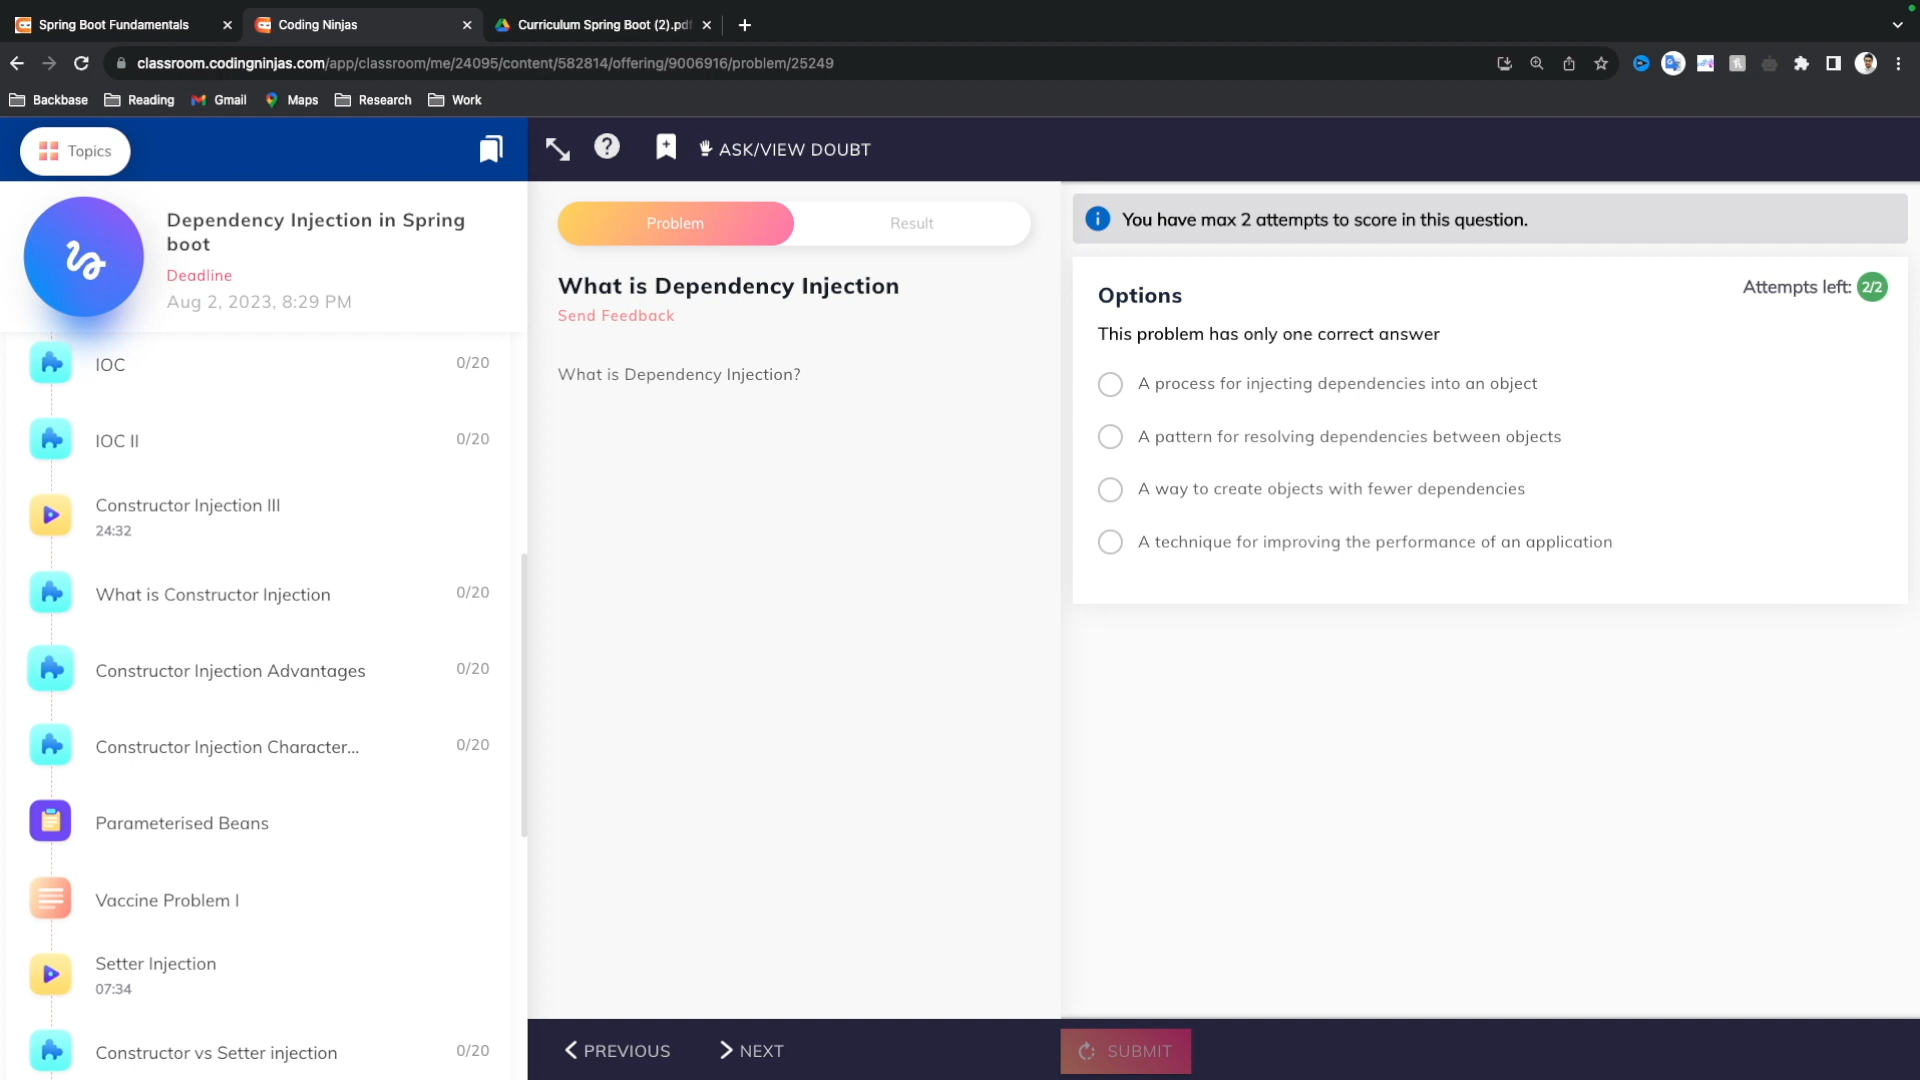 Spring Boot Fundamentals
Coding Ninjas
Curriculum Spring Boot (2).pdf
classroom.codingninjas.com/app/classroom/me/24095/content/582814/offering/9006916/problem/25249
Backbase
Reading
Gmail
Maps
Research
Work
Topics
ASK/VIEW DOUBT
Dependency Injection in Spring
boot
Deadline
Aug 2, 2023, 8:29 PM
IOC 0/20
IOC II 0/20
Constructor Injection III
24:32
What is Constructor Injection 0/20
Constructor Injection Advantages 0/20
Constructor Injection Character... 0/20
Parameterised Beans
Vaccine Problem I
Setter Injection
07:34
Constructor vs Setter injection 0/20
Problem
Result
What is Dependency Injection
Send Feedback
What is Dependency Injection?
You have max 2 attempts to score in this question.
Attempts left: 2/2
Options
This problem has only one correct answer
A process for injecting dependencies into an object
A pattern for resolving dependencies between objects
A way to create objects with fewer dependencies
A technique for improving the performance of an application
PREVIOUS
NEXT
SUBMIT